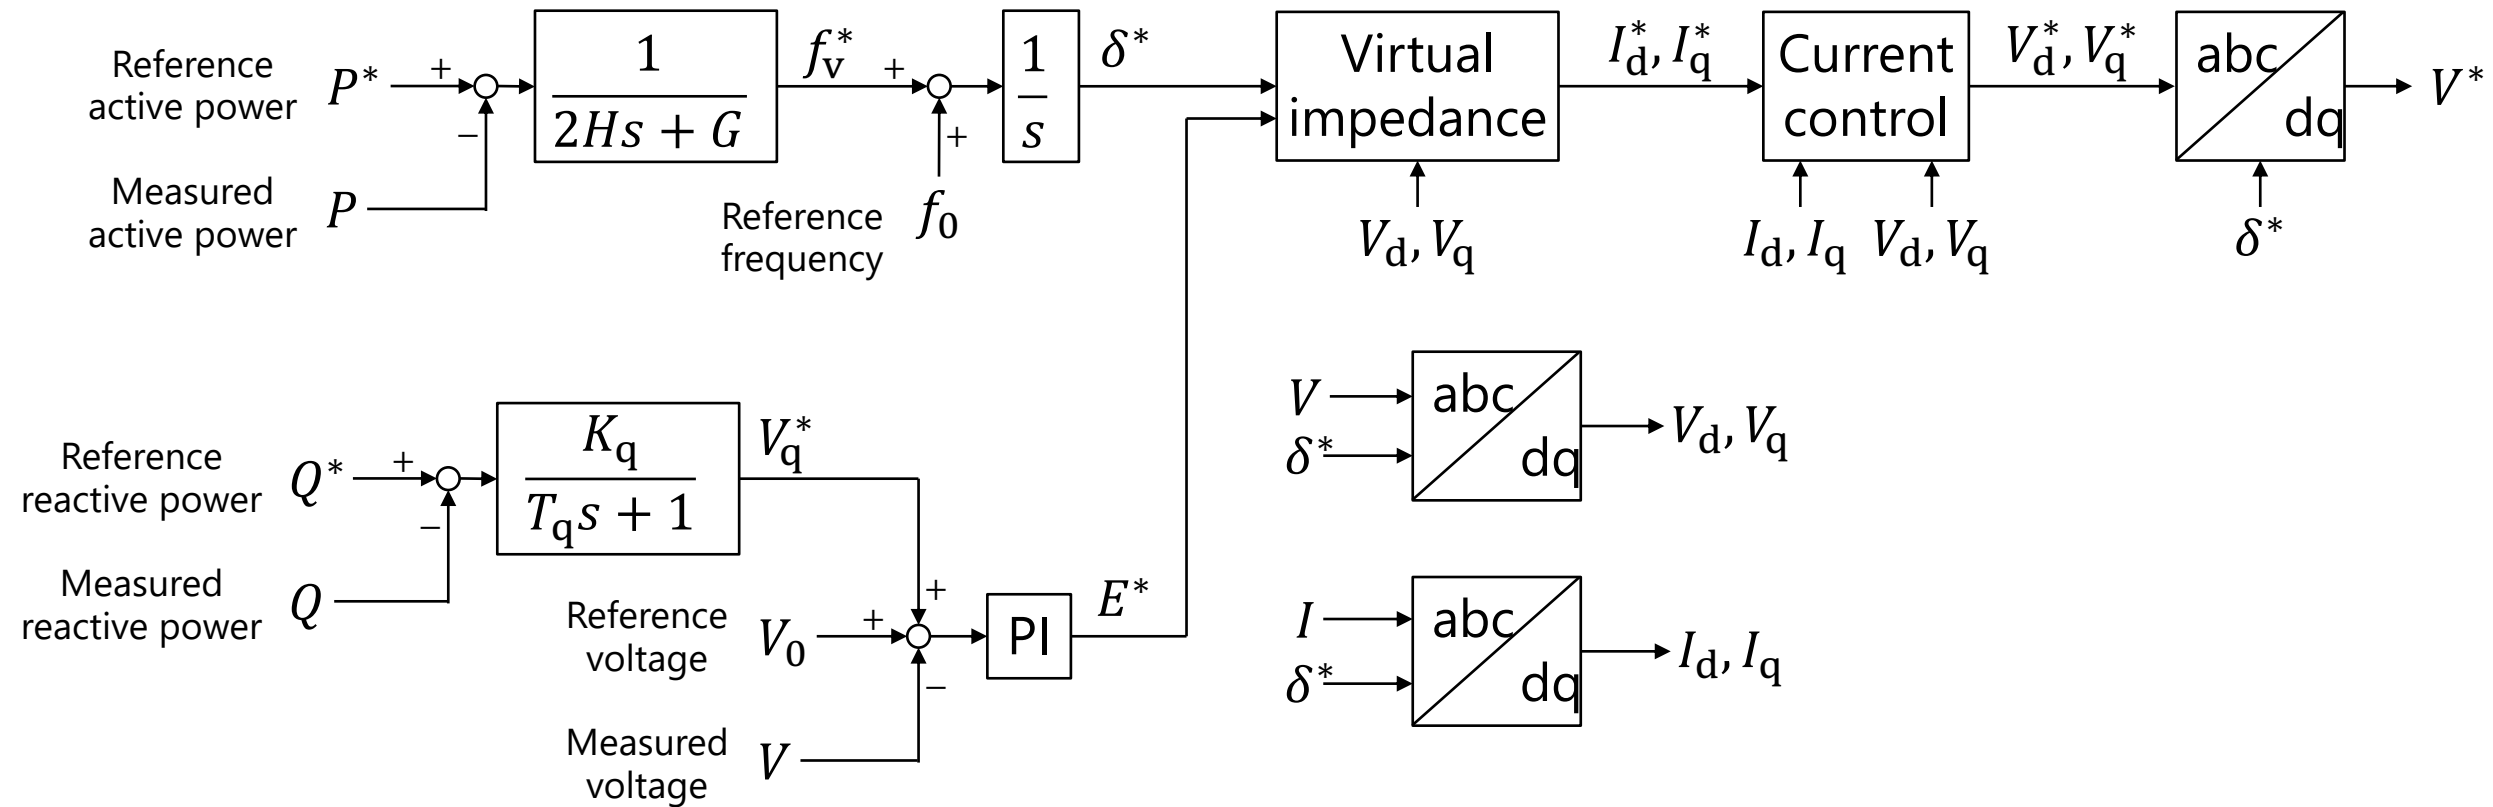 Reference
active power
P*
+
−
1
2Hs + G
f_v^*
+
+
1
s
δ*
Virtual
impedance
I_d^*, I_q^*
Current
control
V_d^*, V_q^*
abc
dq
V*
Measured
active power
P
Reference
frequency
f_0
V_d, V_q
I_d, I_q
V_d, V_q
δ*
Reference
reactive power
Q*
+
−
K_q
T_q s + 1
V_q^*
Measured
reactive power
Q
Reference
voltage
V_0
+
+
−
PI
E*
Measured
voltage
V
V
δ*
abc
dq
V_d, V_q
I
δ*
abc
dq
I_d, I_q